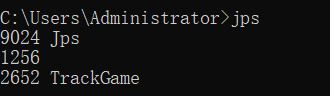 C:\Users\Administrator>jps
9024 Jps
1256
2652 TrackGame